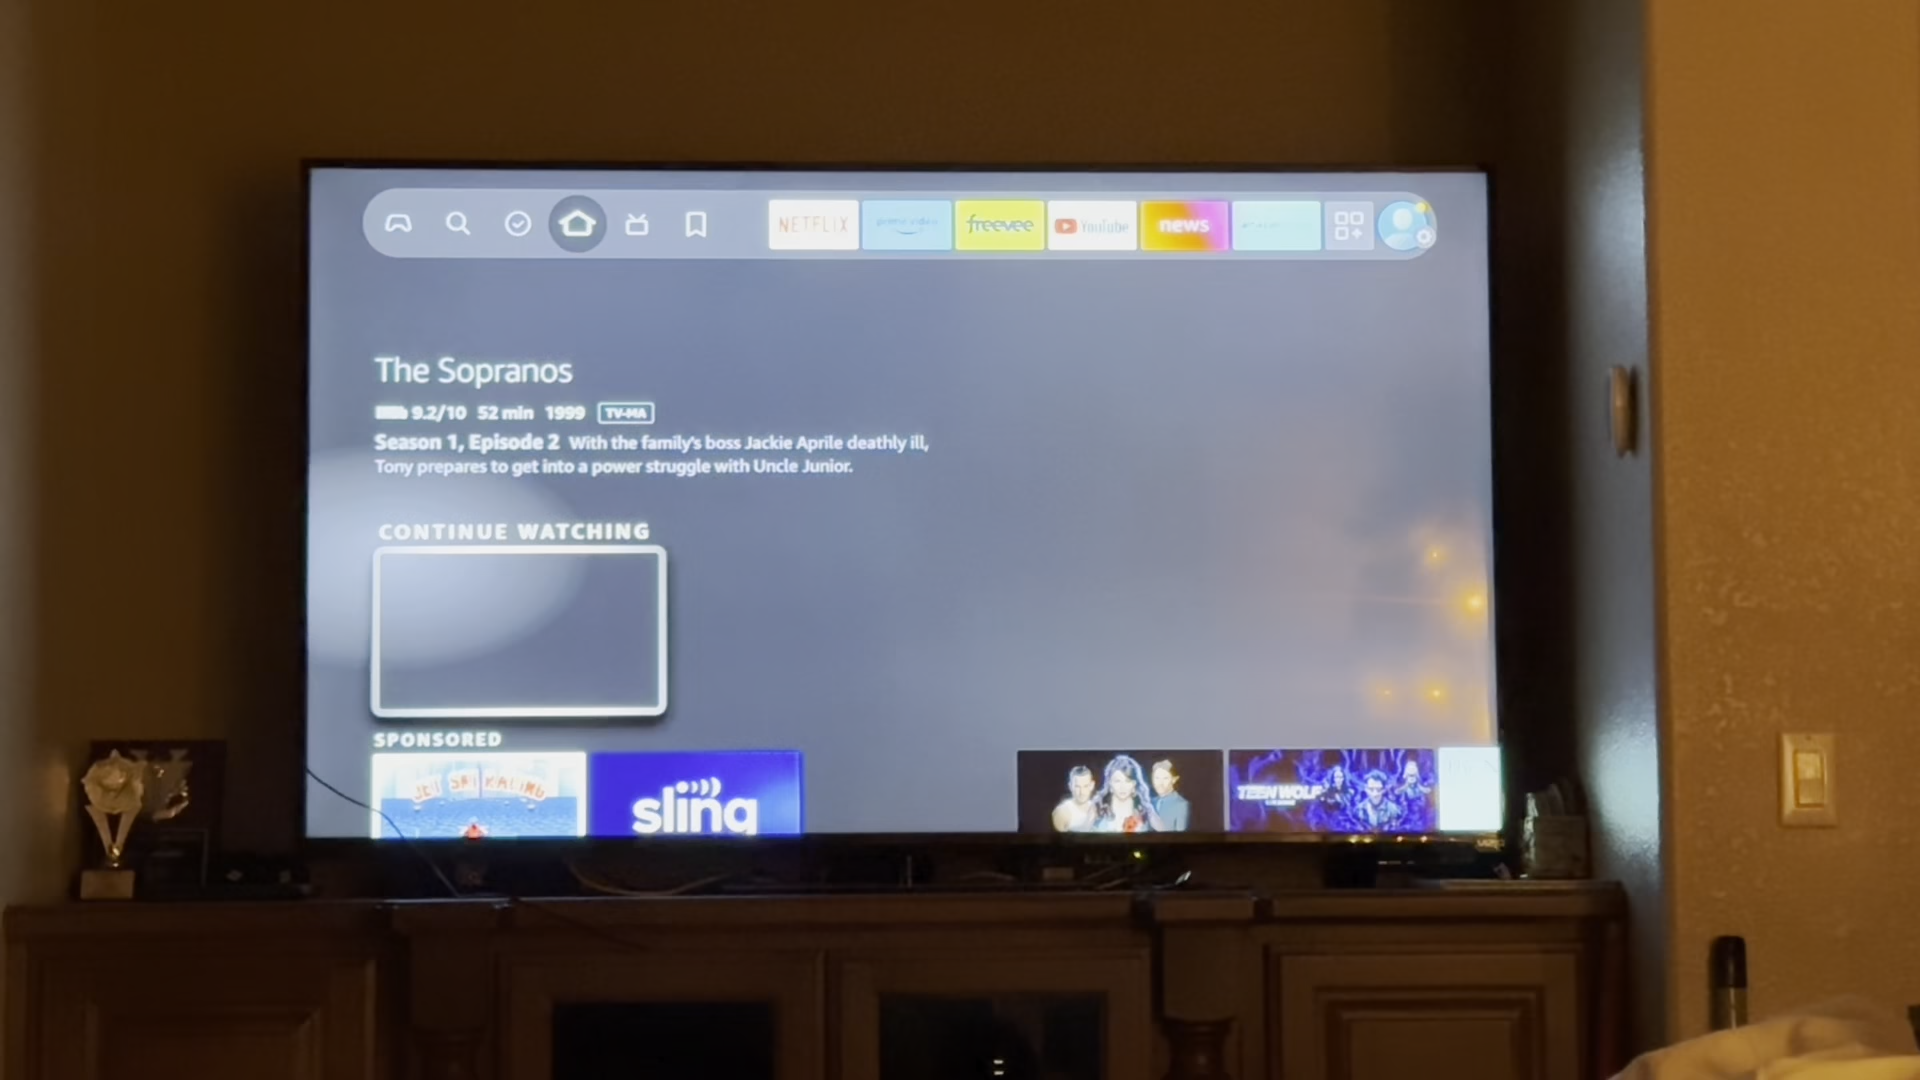 NETFLIX
prime video
freevee
YouTube
news
The Sopranos
9.2/10 52 min 1999 TV-MA
Season 1, Episode 2 With the family's boss Jackie Aprile deathly ill,
Tony prepares to get into a power struggle with Uncle Junior.
CONTINUE WATCHING
SPONSORED
sling
TEEN WOLF